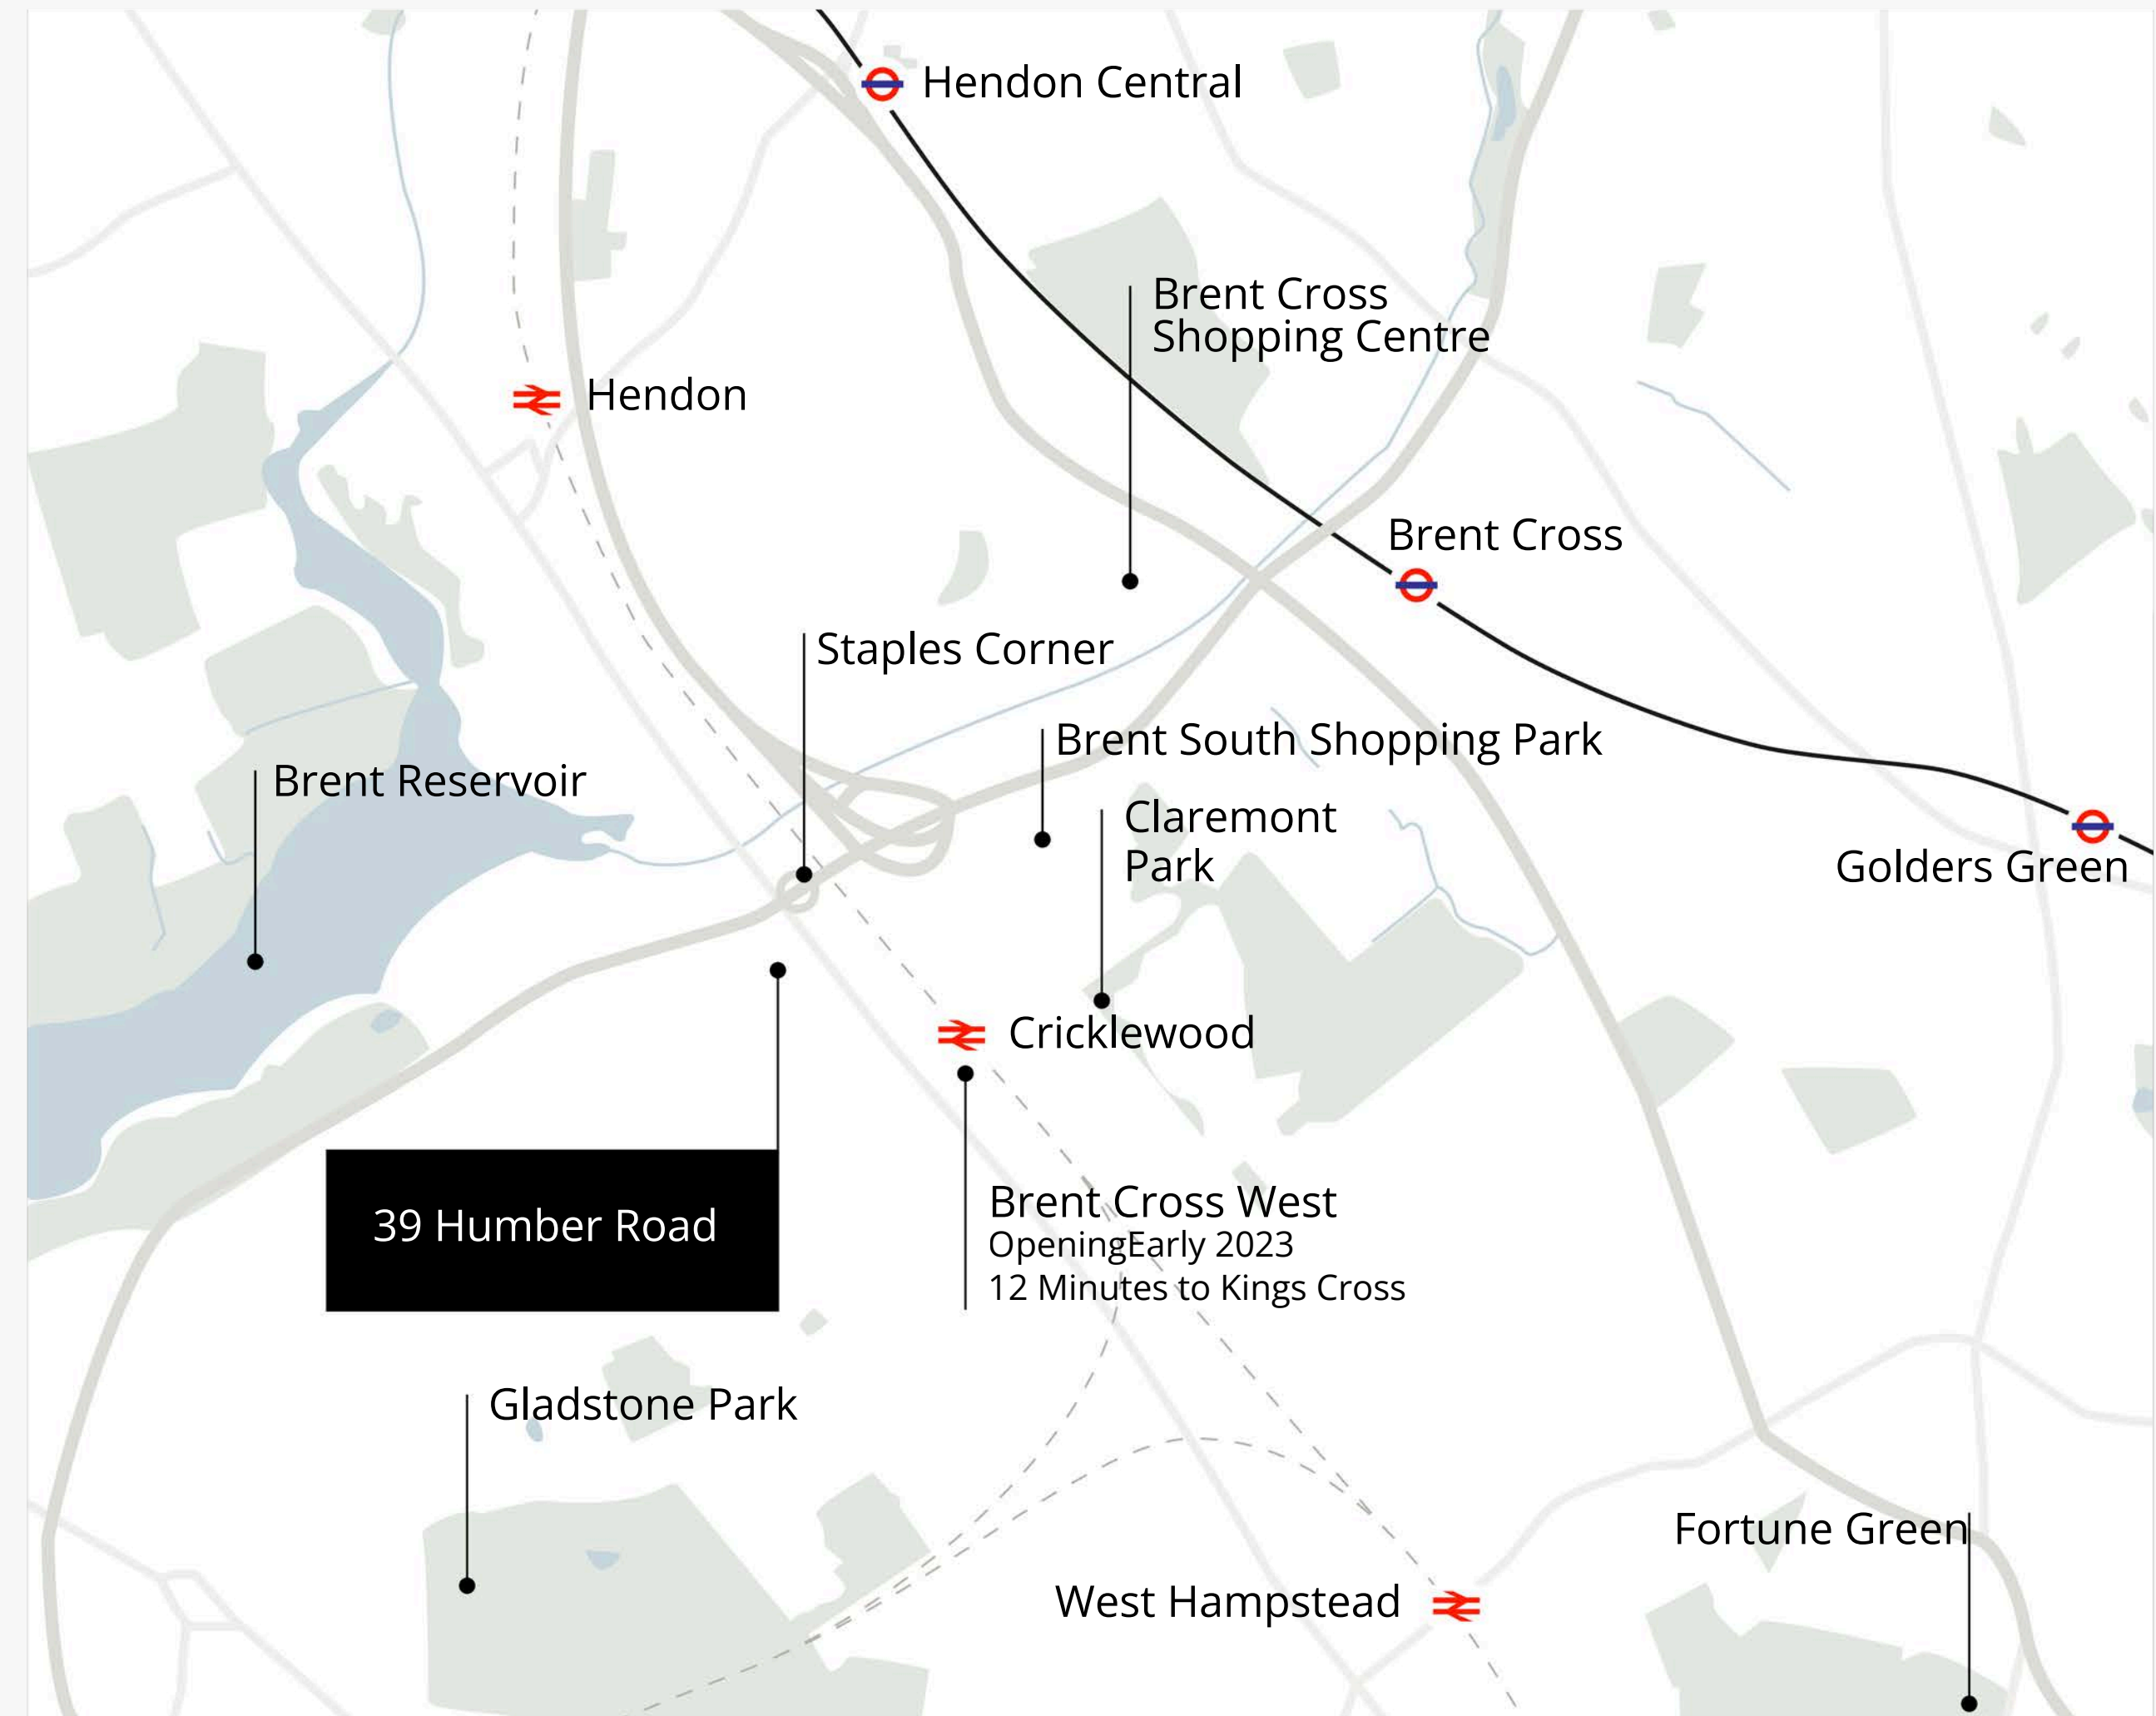 Hendon Central
Brent Cross
Shopping Centre
Hendon
Brent Cross
Staples Corner
Brent South Shopping Park
Brent Reservoir
Claremont
Park
Golders Green
Cricklewood
39 Humber Road
Brent Cross West
OpeningEarly 2023
12 Minutes to Kings Cross
Gladstone Park
Fortune Green
West Hampstead